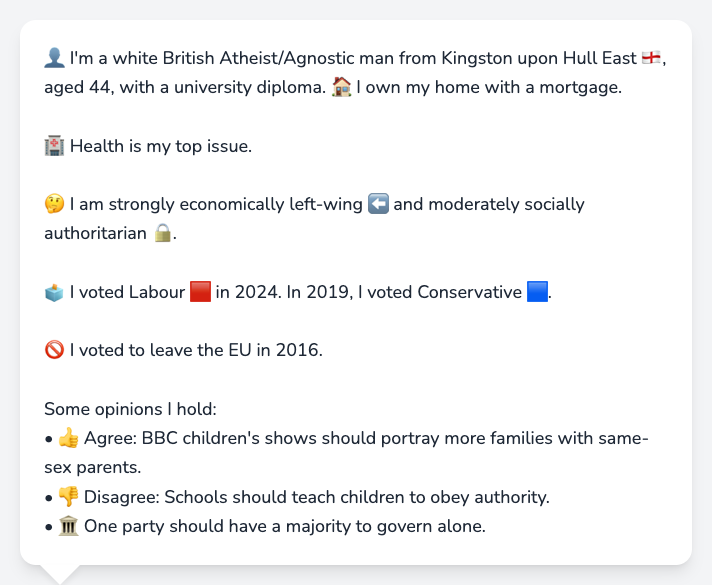 👤 I'm a white British Atheist/Agnostic man from Kingston upon Hull East 🏴󠁧󠁢󠁥󠁮󠁧󠁿,
aged 44, with a university diploma. 🏠 I own my home with a mortgage.
🏥 Health is my top issue.
🤔 I am strongly economically left-wing ⬅️ and moderately socially
authoritarian 🔒.
🗳️ I voted Labour 🟥 in 2024. In 2019, I voted Conservative 🟦.
🚫 I voted to leave the EU in 2016.
Some opinions I hold:
• 👍 Agree: BBC children's shows should portray more families with same-
sex parents.
• 👎 Disagree: Schools should teach children to obey authority.
• 🏛️ One party should have a majority to govern alone.